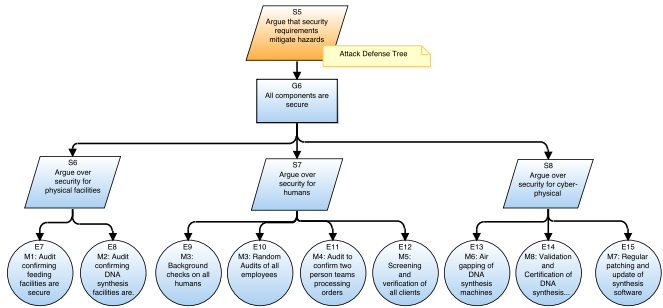 S5
Argue that security
requirements
mitigate hazards
Attack Defense Tree
G6
All components are
secure
S6
Argue over
security for
physical facilities
S7
Argue over
security for
humans
S8
Argue over
security for cyber-
physical
E7
M1: Audit
confirming
feeding
facilities are
secure
E8
M2: Audit
confirming
DNA
synthesis
facilities are.
E9
M3:
Background
checks on all
humans
E10
M3: Random
Audits of all
employees
E11
M4: Audit to
confirm two
person teams
processing
orders
E12
M5:
Screening
and
verification of
all clients
E13
M6: Air
gapping of
DNA
synthesis
machines
E14
M8: Validation
and
Certification of
DNA
synthesis...
E15
M7: Regular
patching and
update of
synthesis
software